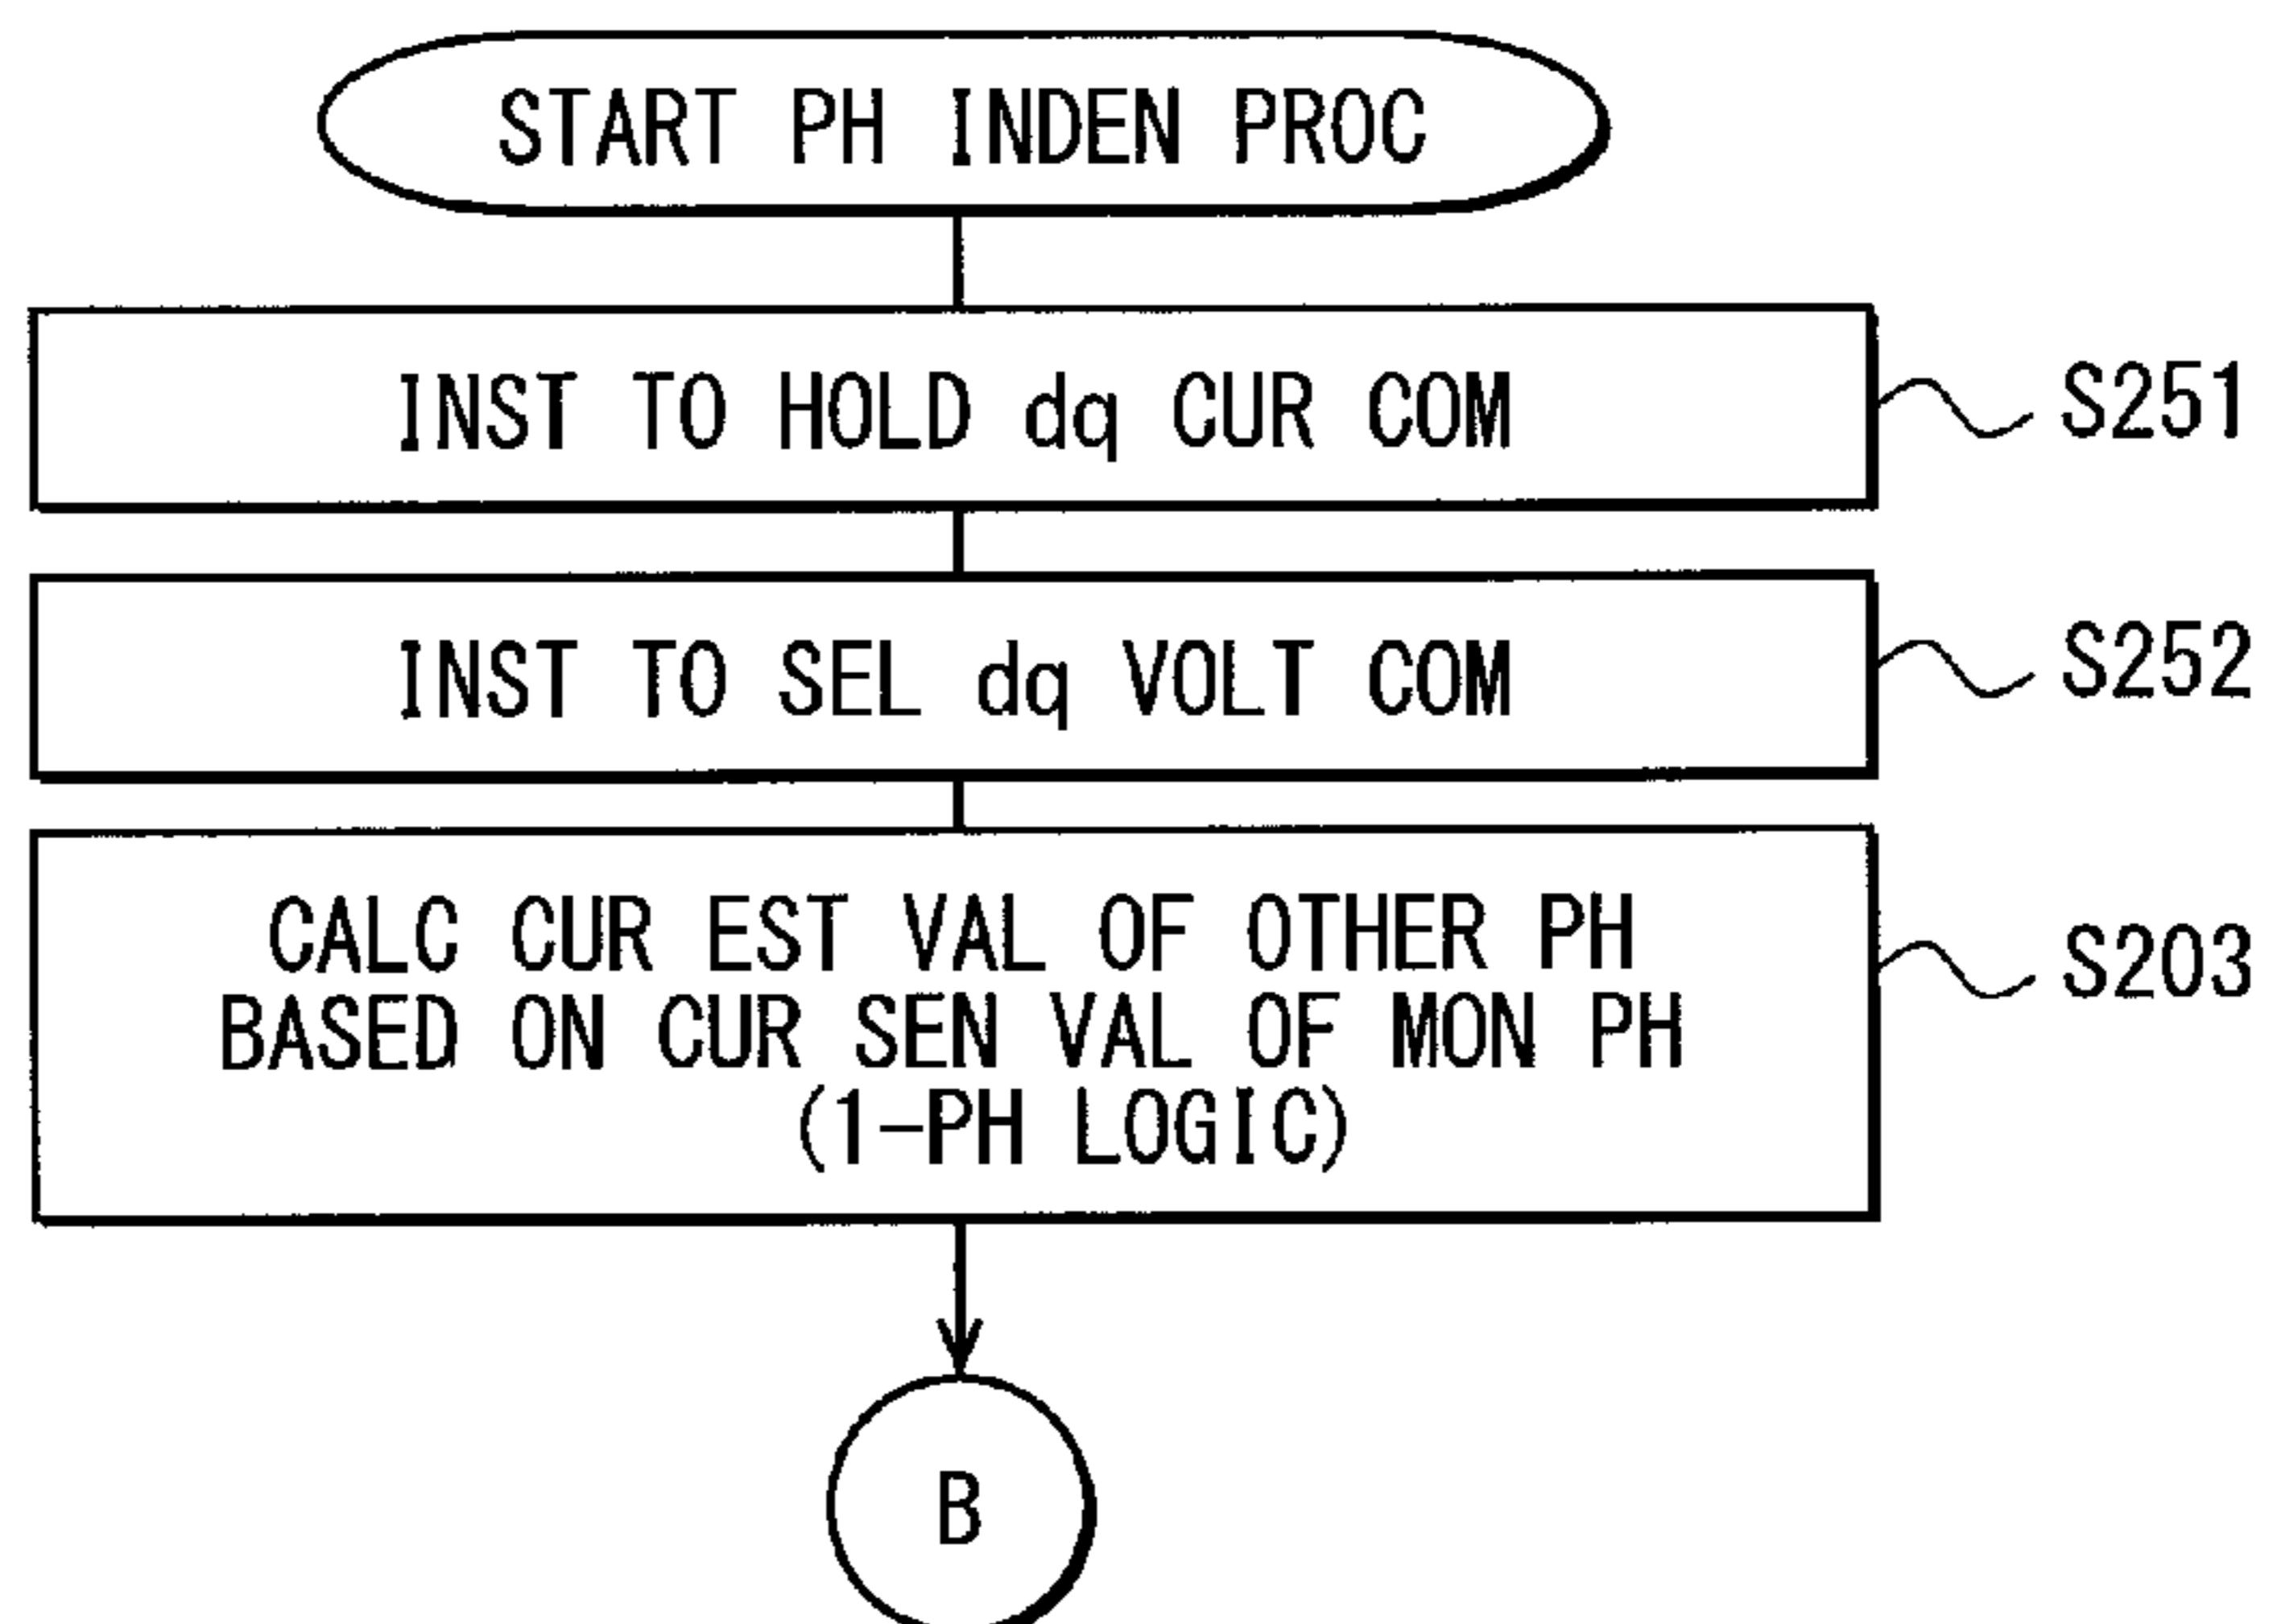 START PH INDEN PROC
INST TO HOLD dq CUR COM
S251
INST TO SEL dq VOLT COM
S252
CALC CUR EST VAL OF OTHER PH
BASED ON CUR SEN VAL OF MON PH
(1-PH LOGIC)
S203
B